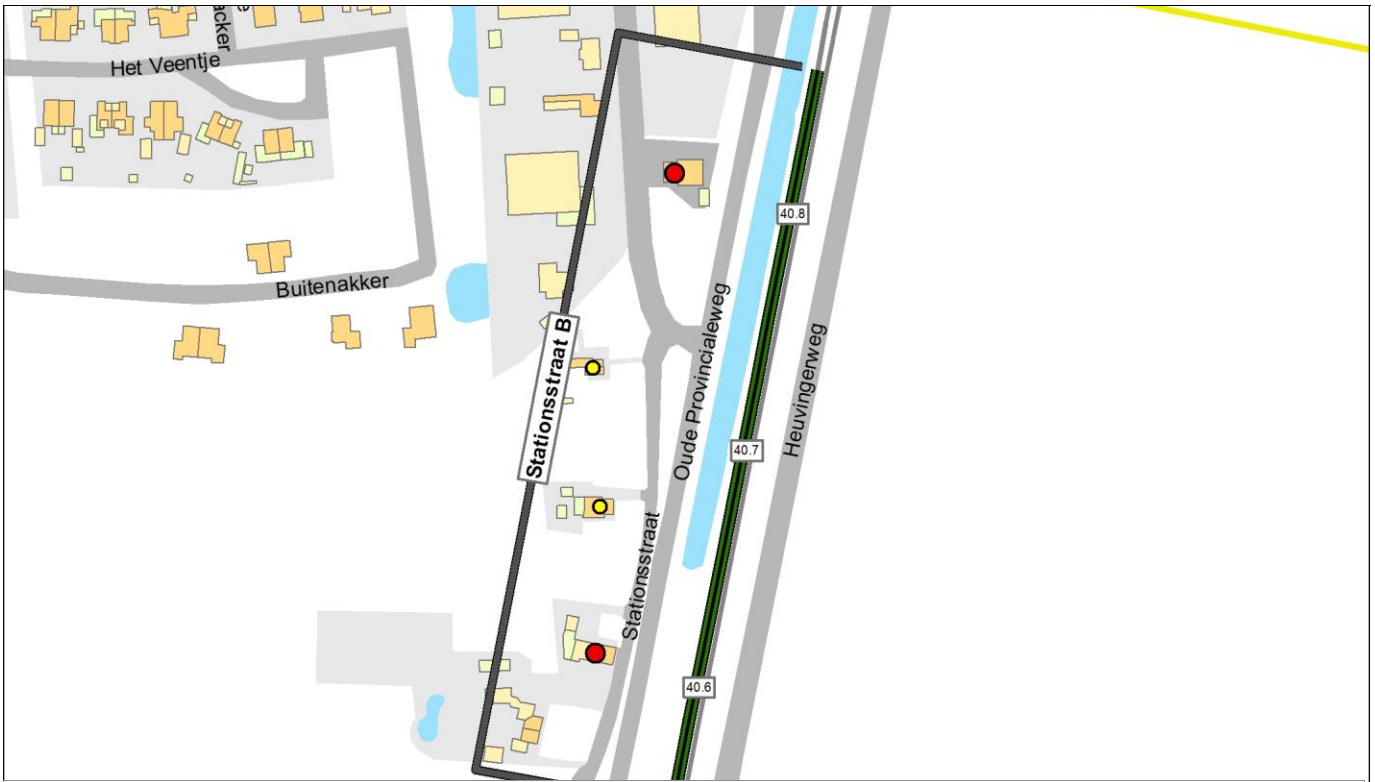 Het Veentje
Buitenakker
Stationsstraat B
Stationsstraat
Oude Provincialeweg
Heuvingerweg
40.8
40.7
40.6